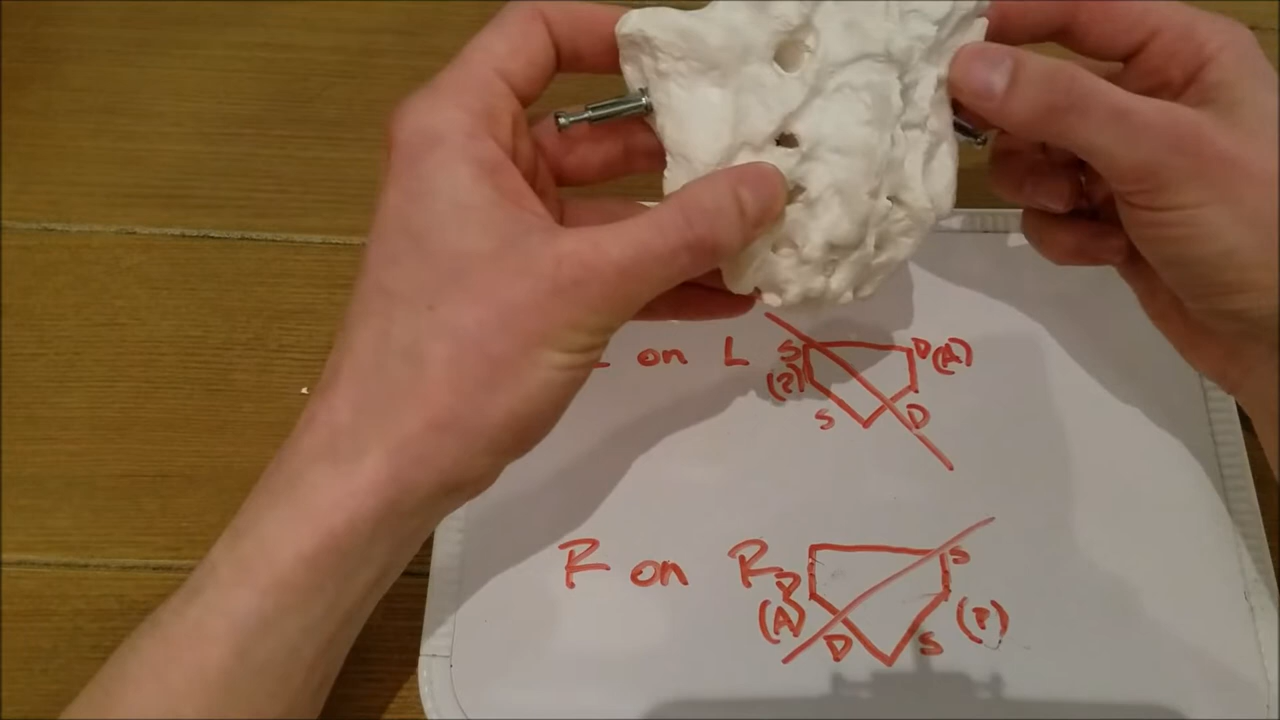 on L S D (A)
(P)
S D
R on R S
D
(A) (P)
D S